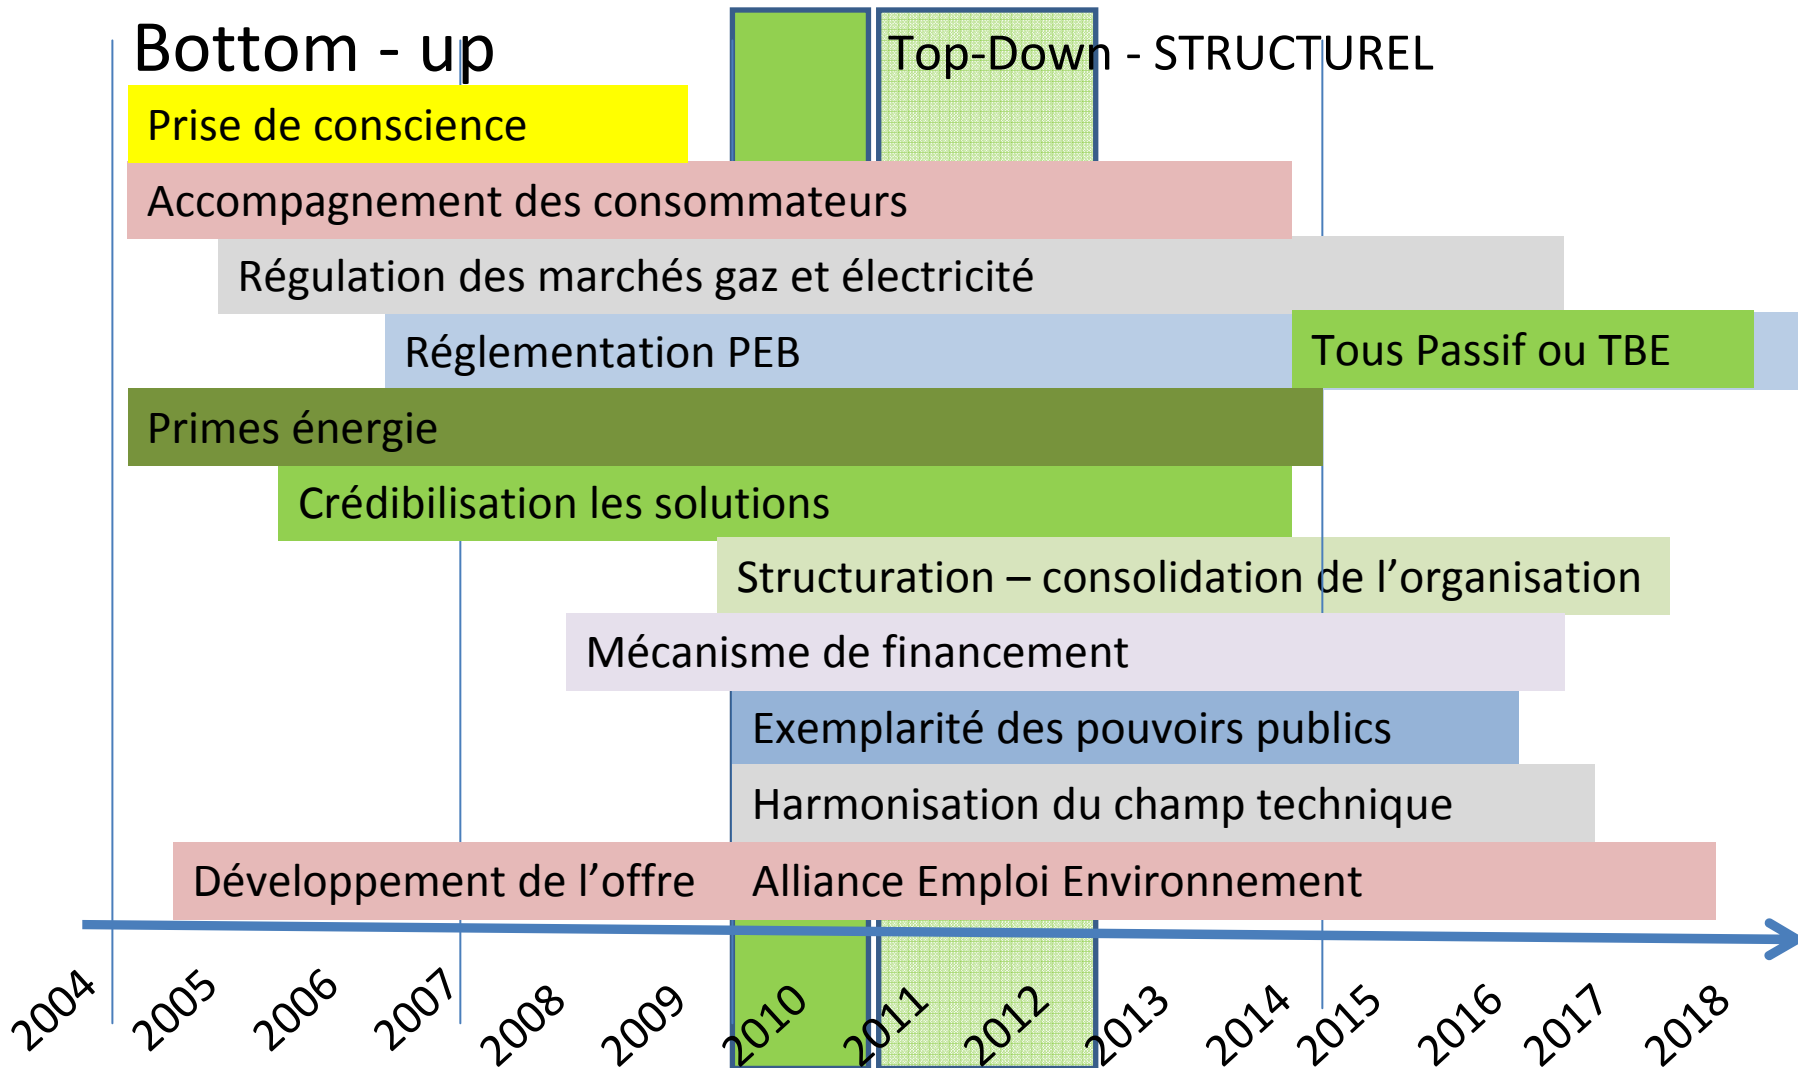 Bottom - up
Top-Down - STRUCTUREL
Prise de conscience
Accompagnement des consommateurs
Régulation des marchés gaz et électricité
Réglementation PEB
Tous Passif ou TBE
Primes énergie
Crédibilisation les solutions
Structuration – consolidation de l’organisation
Mécanisme de financement
Exemplarité des pouvoirs publics
Harmonisation du champ technique
Développement de l’offre
Alliance Emploi Environnement
2004
2005
2006
2007
2008
2009
2010
2011
2012
2013
2014
2015
2016
2017
2018